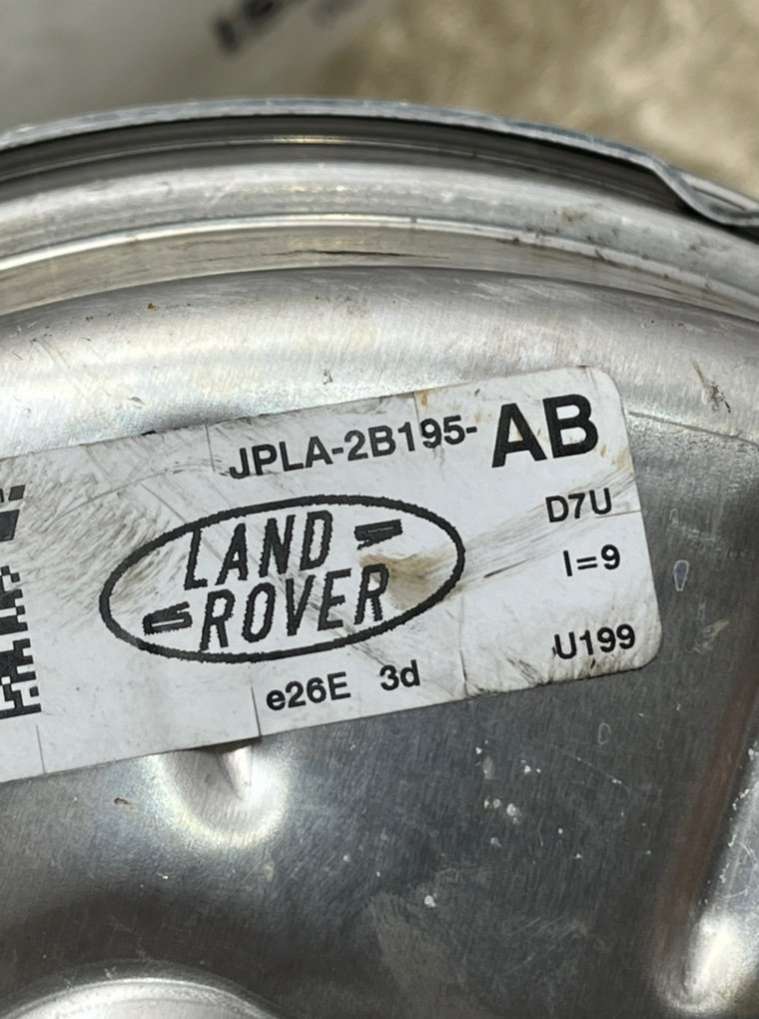 JPLA-2B195-AB
LAND
ROVER
D7U
I=9
U199
e26E 3d